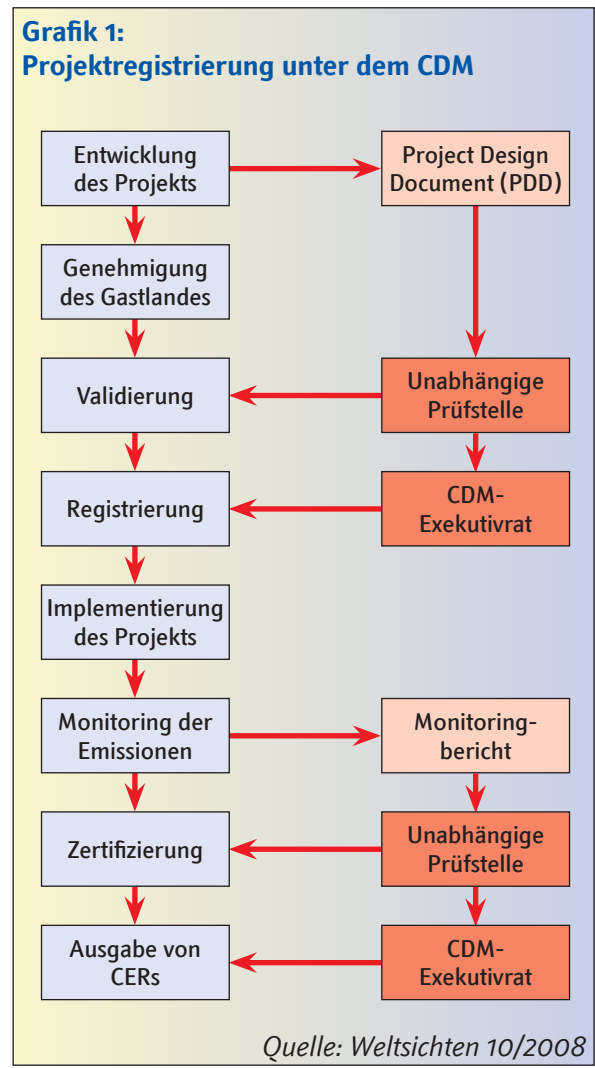 Grafik 1:
Projektregistrierung unter dem CDM
Entwicklung
des Projekts
Project Design
Document (PDD)
Genehmigung
des Gastlandes
Validierung
Unabhängige
Prüfstelle
Registrierung
CDM-
Exekutivrat
Implementierung
des Projekts
Monitoring der
Emissionen
Monitoring-
bericht
Zertifizierung
Unabhängige
Prüfstelle
Ausgabe von
CERs
CDM-
Exekutivrat
Quelle: Weltsichten 10/2008